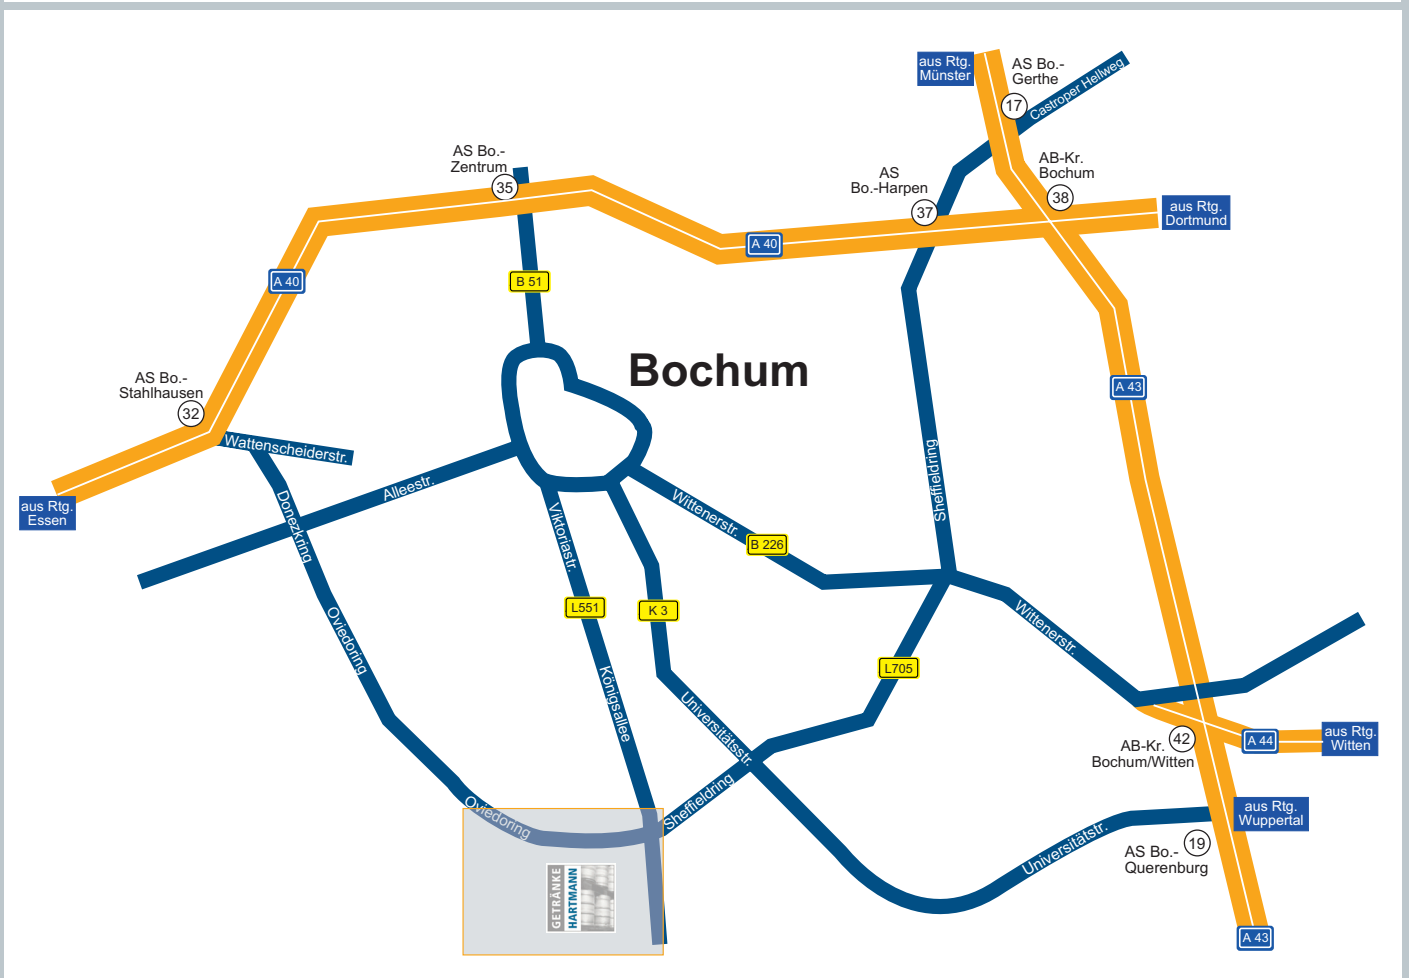 aus Rtg.
Münster
AS Bo.-
Gerthe
17
Castroper Hellweg
AS Bo.-
Zentrum
35
AB-Kr.
Bochum
38
AS
Bo.-Harpen
37
aus Rtg.
Dortmund
A 40
A 40
B 51
Bochum
AS Bo.-
Stahlhausen
32
A 43
Wattenscheiderstr.
Alleestr.
aus Rtg.
Essen
Donezkring
Viktoriastr.
Wittenerstr.
B 226
Sheffieldring
L551
K 3
Oviedoring
Wittenerstr.
L705
Königsallee
Universitätsstr.
42
AB-Kr.
Bochum/Witten
A 44
aus Rtg.
Witten
Oviedoring
Sheffieldring
aus Rtg.
Wuppertal
Universitätstr.
19
AS Bo.-
Querenburg
GETRÄNKE
HARTMANN
A 43